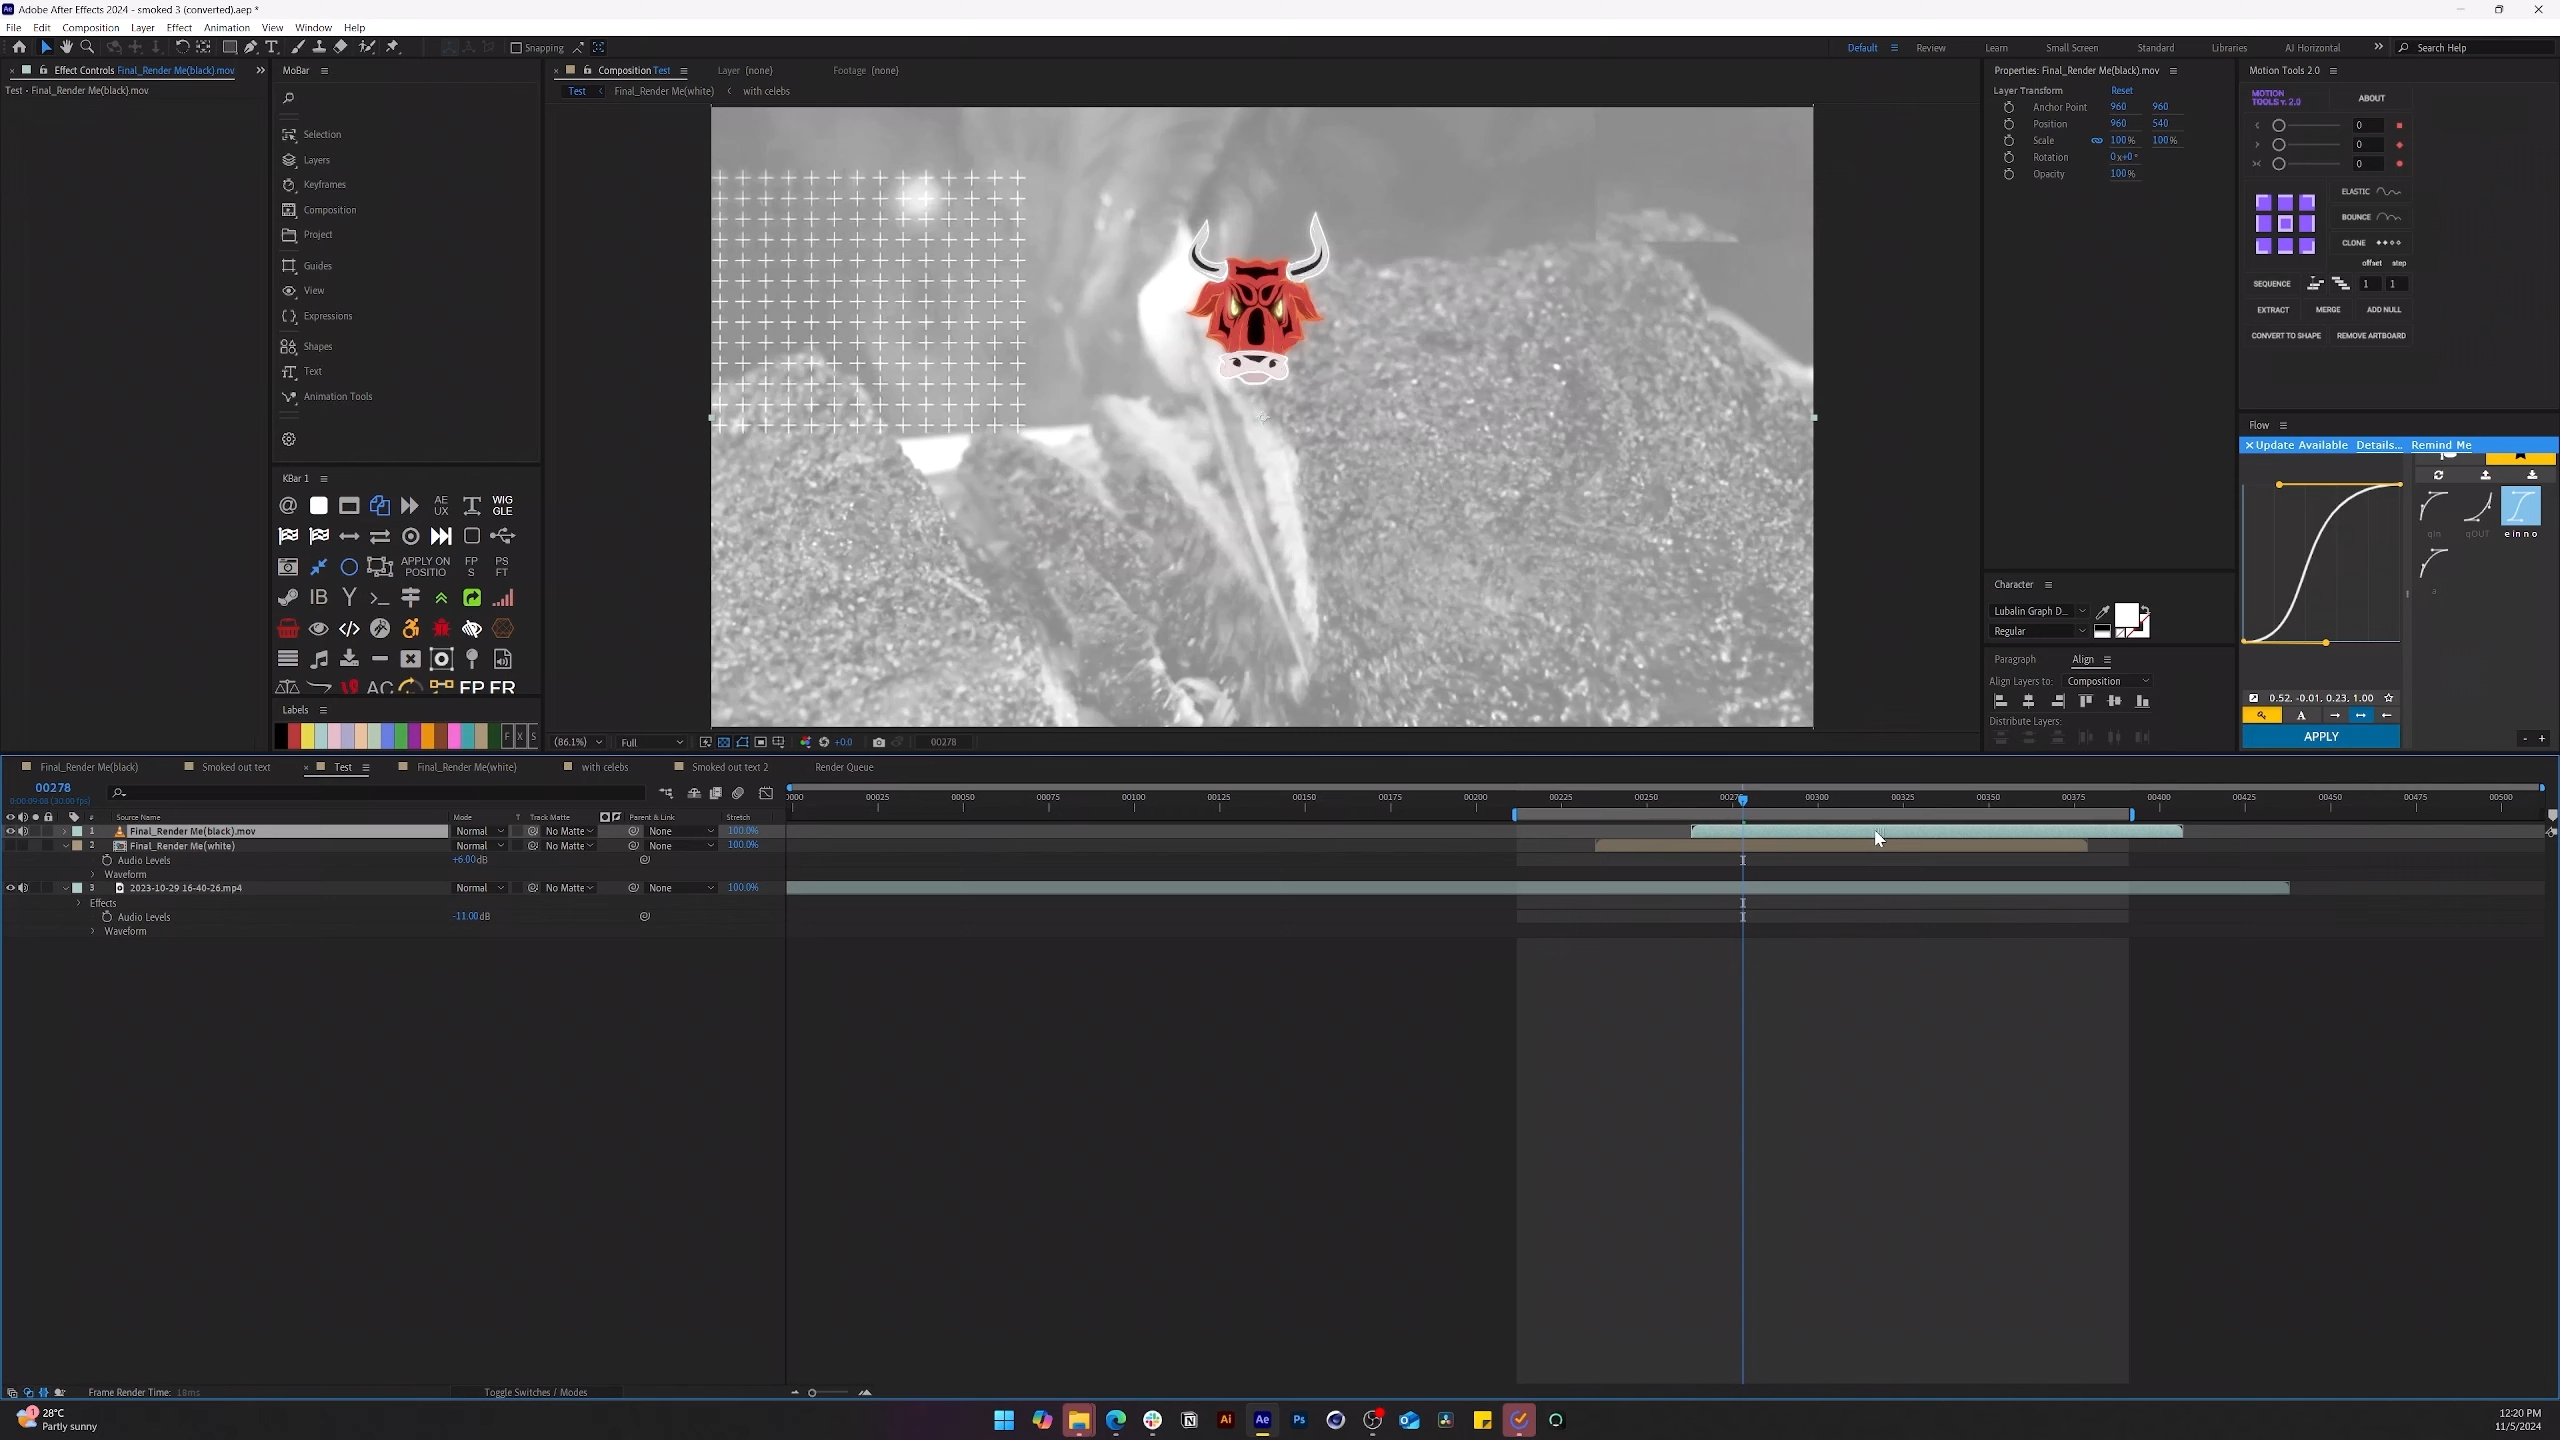 Adobe After Effects 2024 - smoked 3 (converted).aep *
File Edit Composition Layer Effect Animation View Window Help
Snapping
Default Review Learn Small Screen Standard Libraries AJ Horizontal Search Help
Effect Controls Final_Render Me(black).mov
Test • Final_Render Me(black).mov
MoBar
Selection
Layers
Keyframes
Composition
Project
Guides
View
Expressions
Shapes
Text
Animation Tools
KBar 1
AE UX
WIG GLE
APPLY ON POSITIO
FP S
PS FT
IB
AC
FP FR
Labels
F X S
Composition Test
Layer (none)
Footage (none)
Test Final_Render Me(white) with celebs
(86.1%) Full +0.0 00278
Properties: Final_Render Me(black).mov
Layer Transform Reset
Anchor Point 960 960
Position 960 540
Scale 100% 100%
Rotation 0x+0°
Opacity 100%
Character
Lubalin Graph D...
Regular
Paragraph Align
Align Layers to: Composition
Distribute Layers:
Motion Tools 2.0
MOTION TOOLS v. 2.0
ABOUT
0
0
0
ELASTIC
BOUNCE
CLONE
offset step
SEQUENCE 1 1
EXTRACT MERGE ADD NULL
CONVERT TO SHAPE REMOVE ARTBOARD
Flow
Update Available Details... Remind Me
qIn qOUT e in n o
a
0.52, -0.01, 0.23, 1.00
A
APPLY
Final_Render Me(black) Smoked out text Test Final_Render Me(white) with celebs Smoked out text 2 Render Queue
00278
0:00:09:08 (30.00 fps)
0000 00025 00050 00075 00100 00125 00150 00175 00200 00225 00250 0027 00300 00325 00350 00375 00400 00425 00450 00475 00500
# Source Name Mode T Track Matte Parent & Link Stretch
1 Final_Render Me(black).mov Normal No Matte None 100.0%
2 Final_Render Me(white) Normal No Matte None 100.0%
Audio Levels +6.00dB
Waveform
3 2023-10-29 16-40-26.mp4 Normal No Matte None 100.0%
Effects
Audio Levels -11.00dB
Waveform
Frame Render Time: 18ms
Toggle Switches / Modes
1
28°C
Partly sunny
Ai Ae Ps
12:20 PM
11/5/2024